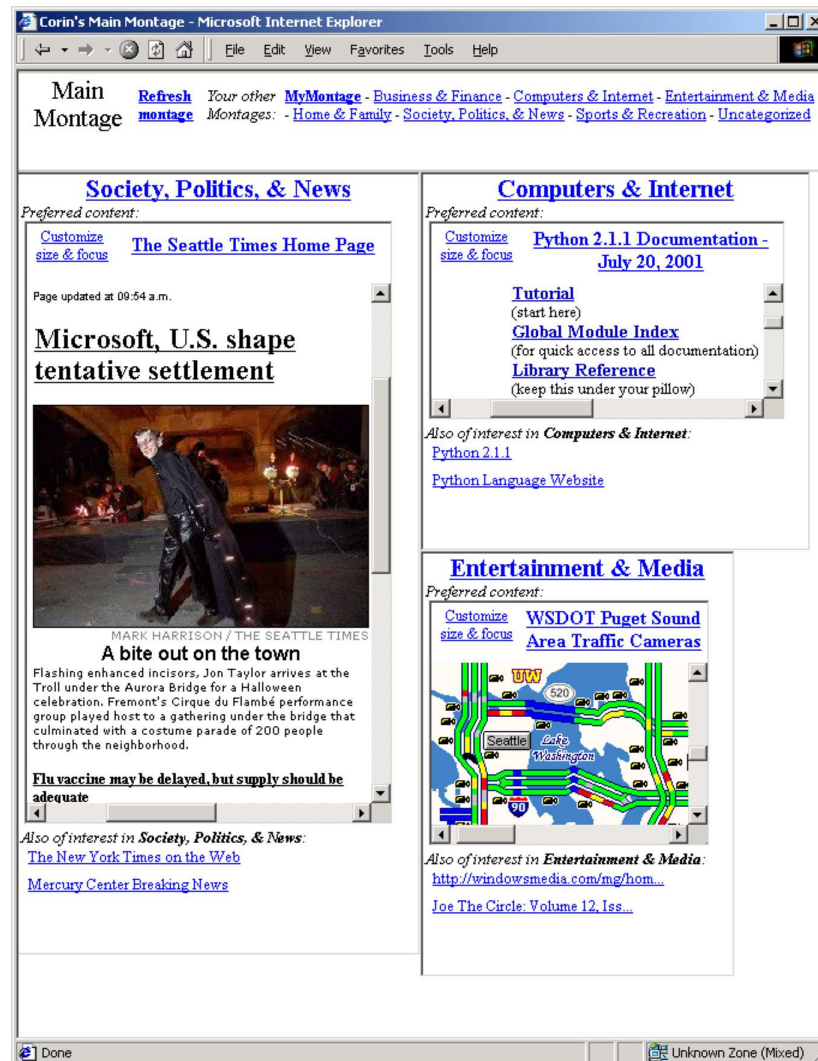 Corin's Main Montage - Microsoft Internet Explorer
File Edit View Favorites Tools Help
Main Montage
Refresh montage
Your other MyMontage - Business & Finance - Computers & Internet - Entertainment & Media
Montages: - Home & Family - Society, Politics, & News - Sports & Recreation - Uncategorized
Society, Politics, & News
Preferred content:
Customize size & focus
The Seattle Times Home Page
Page updated at 09:54 a.m.
Microsoft, U.S. shape
tentative settlement
MARK HARRISON / THE SEATTLE TIMES
A bite out on the town
Flashing enhanced incisors, Jon Taylor arrives at the
Troll under the Aurora Bridge for a Halloween
celebration. Fremont's Cirque du Flambé performance
group played host to a gathering under the bridge that
culminated with a costume parade of 200 people
through the neighborhood.
Flu vaccine may be delayed, but supply should be
adequate
Also of interest in Society, Politics, & News:
The New York Times on the Web
Mercury Center Breaking News
Computers & Internet
Preferred content:
Customize size & focus
Python 2.1.1 Documentation -
July 20, 2001
Tutorial
(start here)
Global Module Index
(for quick access to all documentation)
Library Reference
(keep this under your pillow)
Also of interest in Computers & Internet:
Python 2.1.1
Python Language Website
Entertainment & Media
Preferred content:
Customize size & focus
WSDOT Puget Sound
Area Traffic Cameras
UW
520
Seattle
Lake
Washington
90
Also of interest in Entertainment & Media:
http://windowsmedia.com/mg/hom...
Joe The Circle: Volume 12, Iss...
Done
Unknown Zone (Mixed)